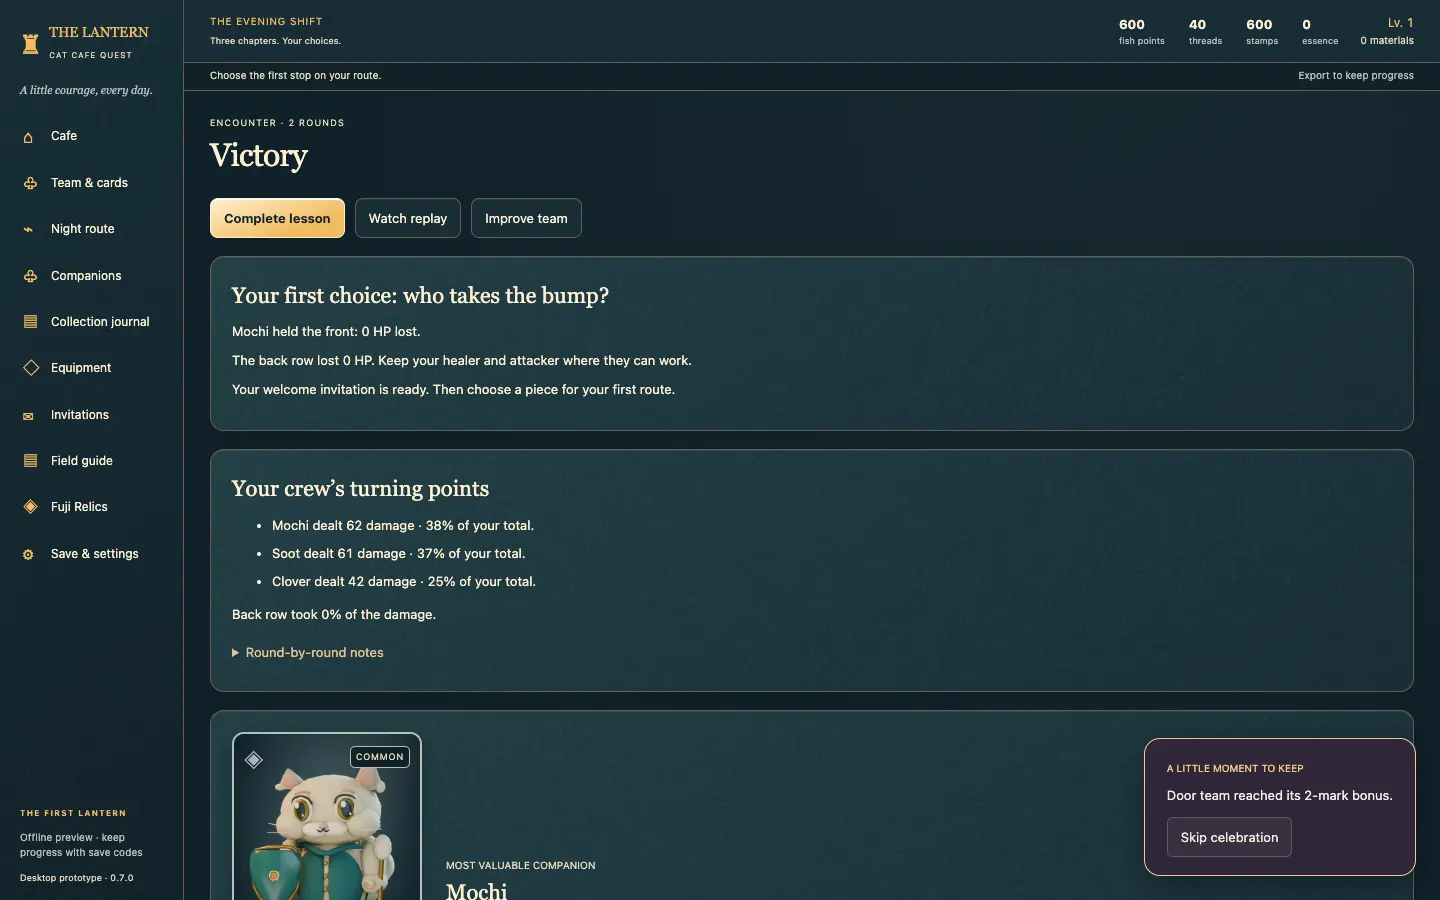 THE LANTERN
CAT CAFE QUEST
A little courage, every day.
Cafe
Team & cards
Night route
Companions
Collection journal
Equipment
Invitations
Field guide
Fuji Relics
Save & settings
THE FIRST LANTERN
Offline preview · keep
progress with save codes
Desktop prototype · 0.7.0
THE EVENING SHIFT
Three chapters. Your choices.
600 fish points
40 threads
600 stamps
0 essence
Lv. 1
0 materials
Choose the first stop on your route.
Export to keep progress
ENCOUNTER · 2 ROUNDS
Victory
Complete lesson
Watch replay
Improve team
Your first choice: who takes the bump?
Mochi held the front: 0 HP lost.
The back row lost 0 HP. Keep your healer and attacker where they can work.
Your welcome invitation is ready. Then choose a piece for your first route.
Your crew’s turning points
• Mochi dealt 62 damage · 38% of your total.
• Soot dealt 61 damage · 37% of your total.
• Clover dealt 42 damage · 25% of your total.
Back row took 0% of the damage.
Round-by-round notes
COMMON
MOST VALUABLE COMPANION
Mochi
A LITTLE MOMENT TO KEEP
Door team reached its 2-mark bonus.
Skip celebration